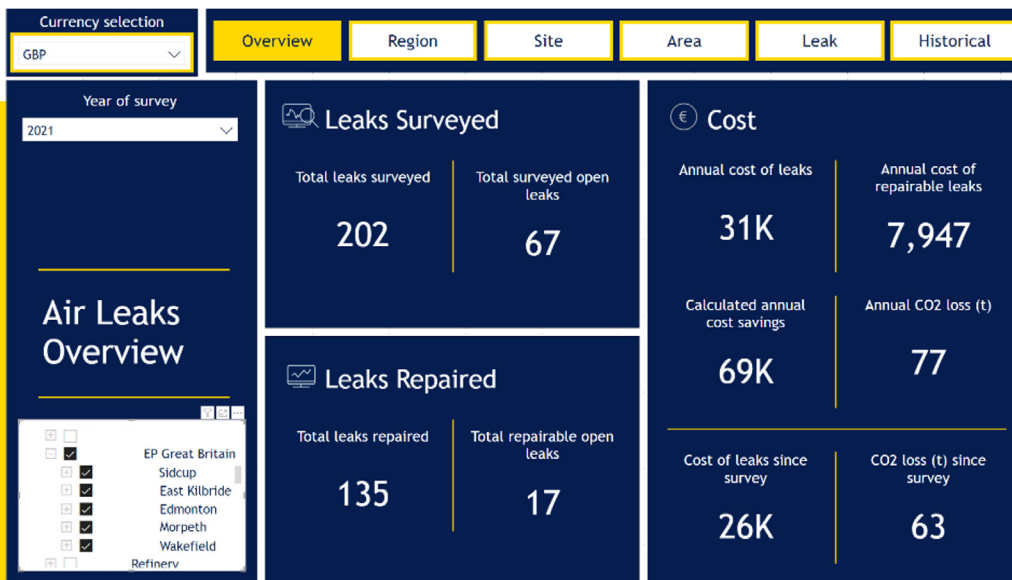 Currency selection
GBP
Overview
Region
Site
Area
Leak
Historical
Year of survey
2021
Air Leaks
Overview
EP Great Britain
Sidcup
East Kilbride
Edmonton
Morpeth
Wakefield
Refinery
Leaks Surveyed
Total leaks surveyed
202
Total surveyed open
leaks
67
Leaks Repaired
Total leaks repaired
135
Total repairable open
leaks
17
€ Cost
Annual cost of leaks
31K
Annual cost of
repairable leaks
7,947
Calculated annual
cost savings
69K
Annual CO2 loss (t)
77
Cost of leaks since
survey
26K
CO2 loss (t) since
survey
63